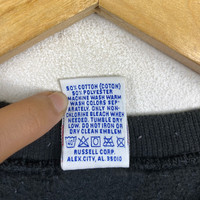 50% COTTON (COTON)
50% POLYESTER
MACHINE WASH WARM
WASH COLORS SEP-
ARATELY. ONLY NON-
CHLORINE BLEACH WHEN
NEEDED. TUMBLE DRY
LOW. DO NOT IRON OR
DRY CLEAN EMBLEM
RUSSELL CORP.
ALEX. CITY, AL 35010